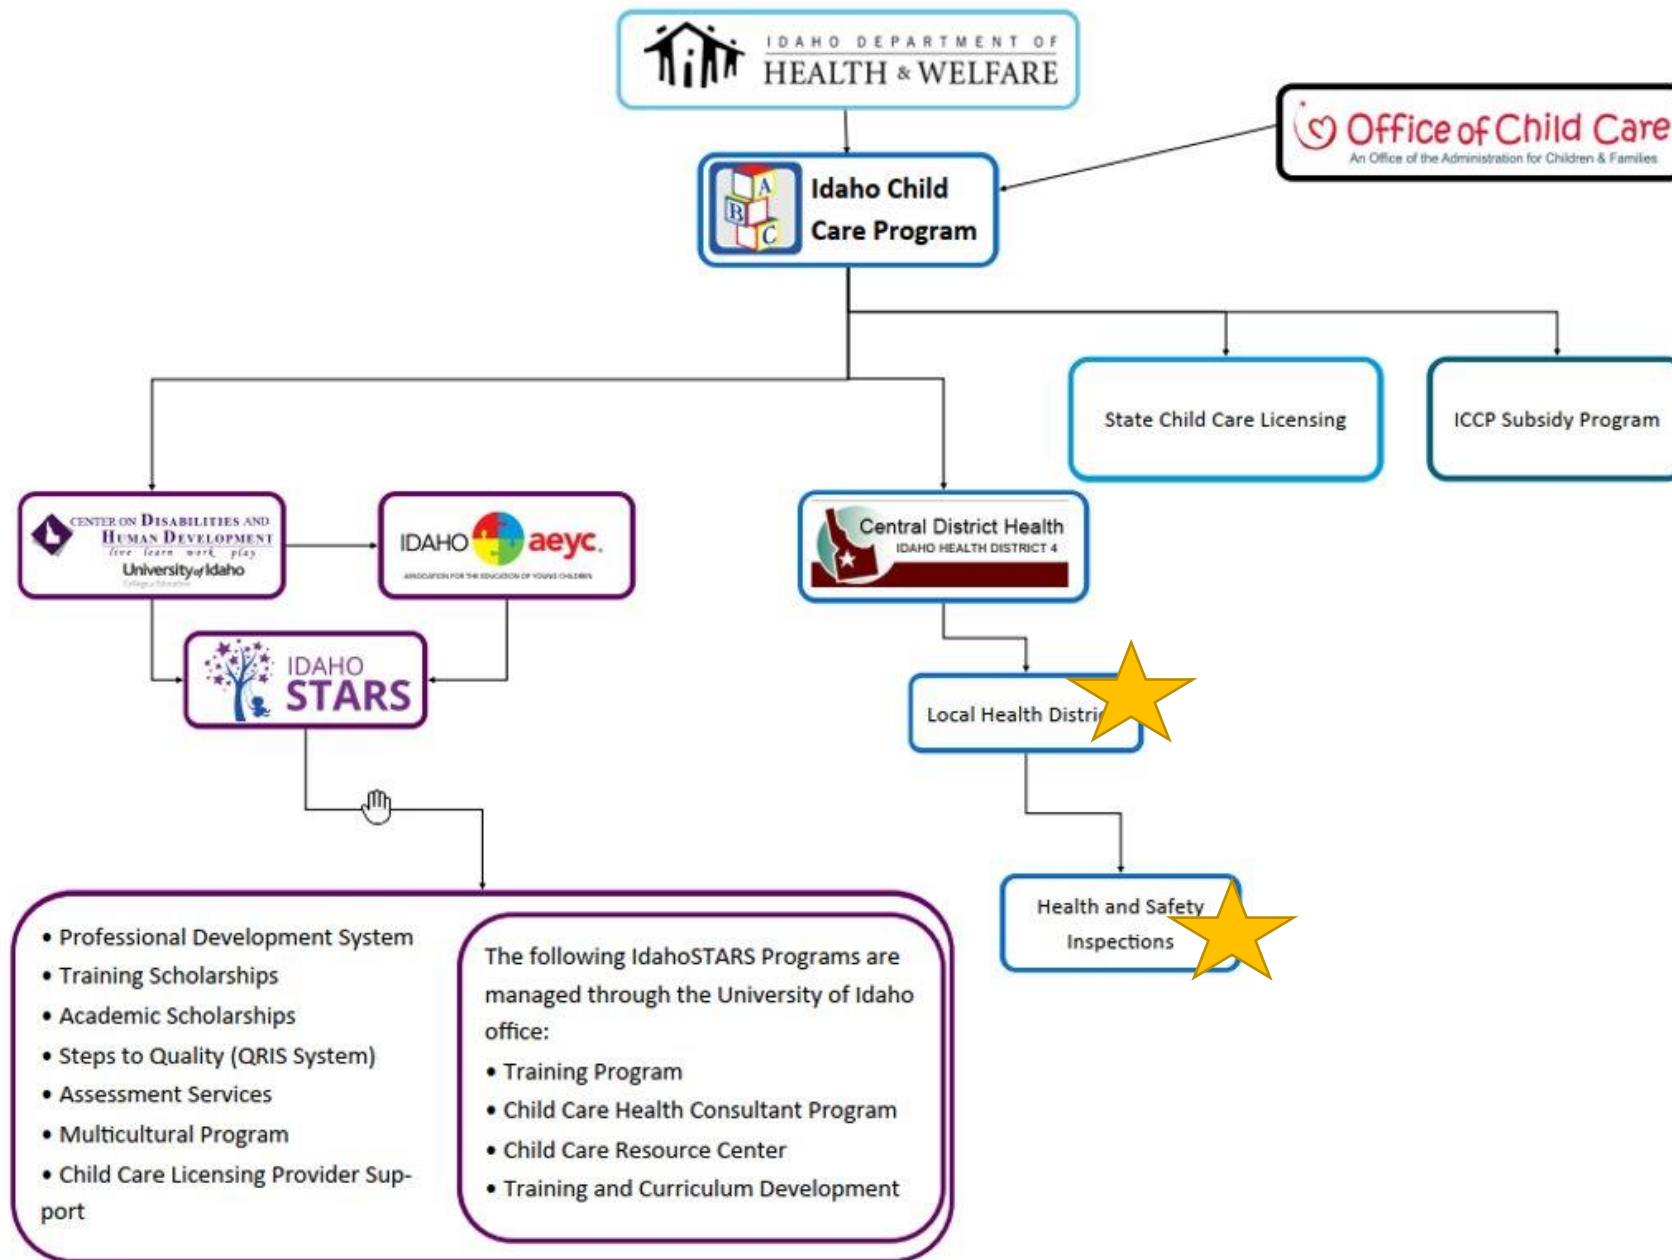 IDAHO DEPARTMENT OF
HEALTH & WELFARE
Office of Child Care
An Office of the Administration for Children & Families
A
B
C
Idaho Child
Care Program
State Child Care Licensing
ICCP Subsidy Program
CENTER ON DISABILITIES AND
HUMAN DEVELOPMENT
live learn work play
University of Idaho
College of Education
IDAHO aeyc.
ASSOCIATION FOR THE EDUCATION OF YOUNG CHILDREN
Central District Health
IDAHO HEALTH DISTRICT 4
IDAHO
STARS
Local Health Distric
Health and Safety
Inspections
• Professional Development System
• Training Scholarships
• Academic Scholarships
• Steps to Quality (QRIS System)
• Assessment Services
• Multicultural Program
• Child Care Licensing Provider Sup-
port
The following IdahoSTARS Programs are
managed through the University of Idaho
office:
• Training Program
• Child Care Health Consultant Program
• Child Care Resource Center
• Training and Curriculum Development